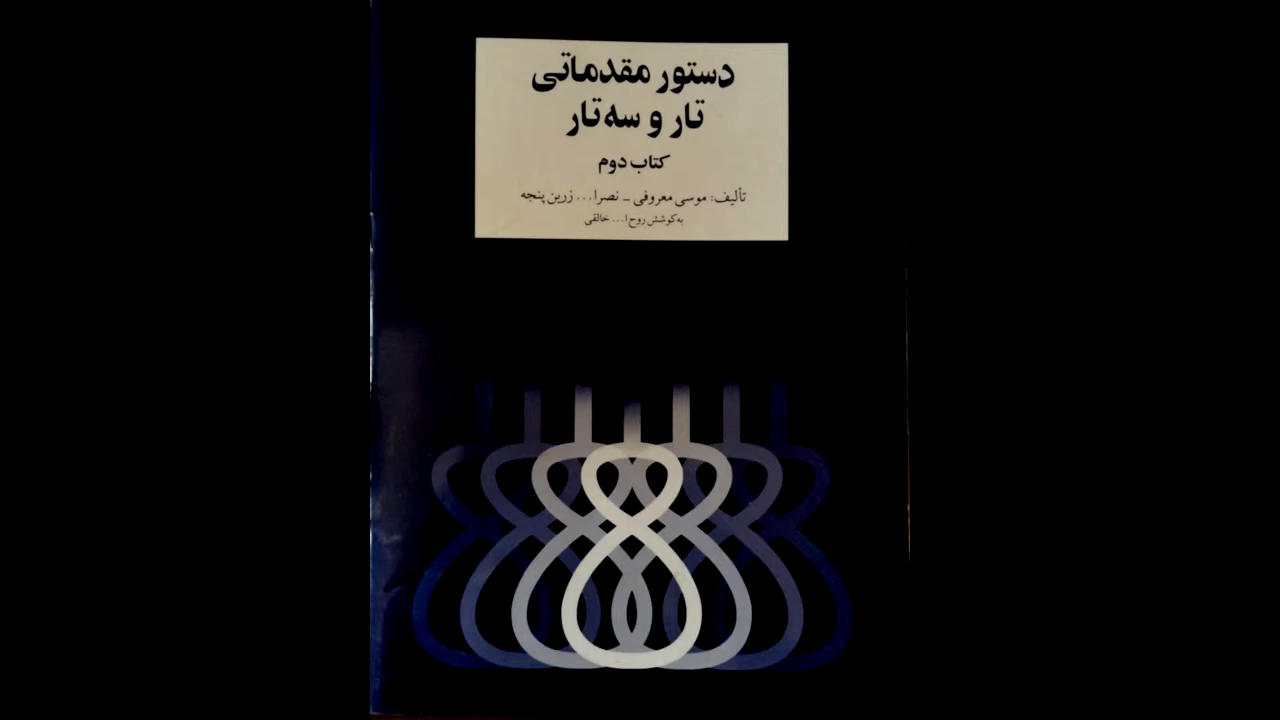 دستور مقدماتی
تار و سه‌تار
کتاب دوم
تألیف: موسی معروفی ـ نصرا... زرین پنجه
به‌کوشش روح ا... خالقی